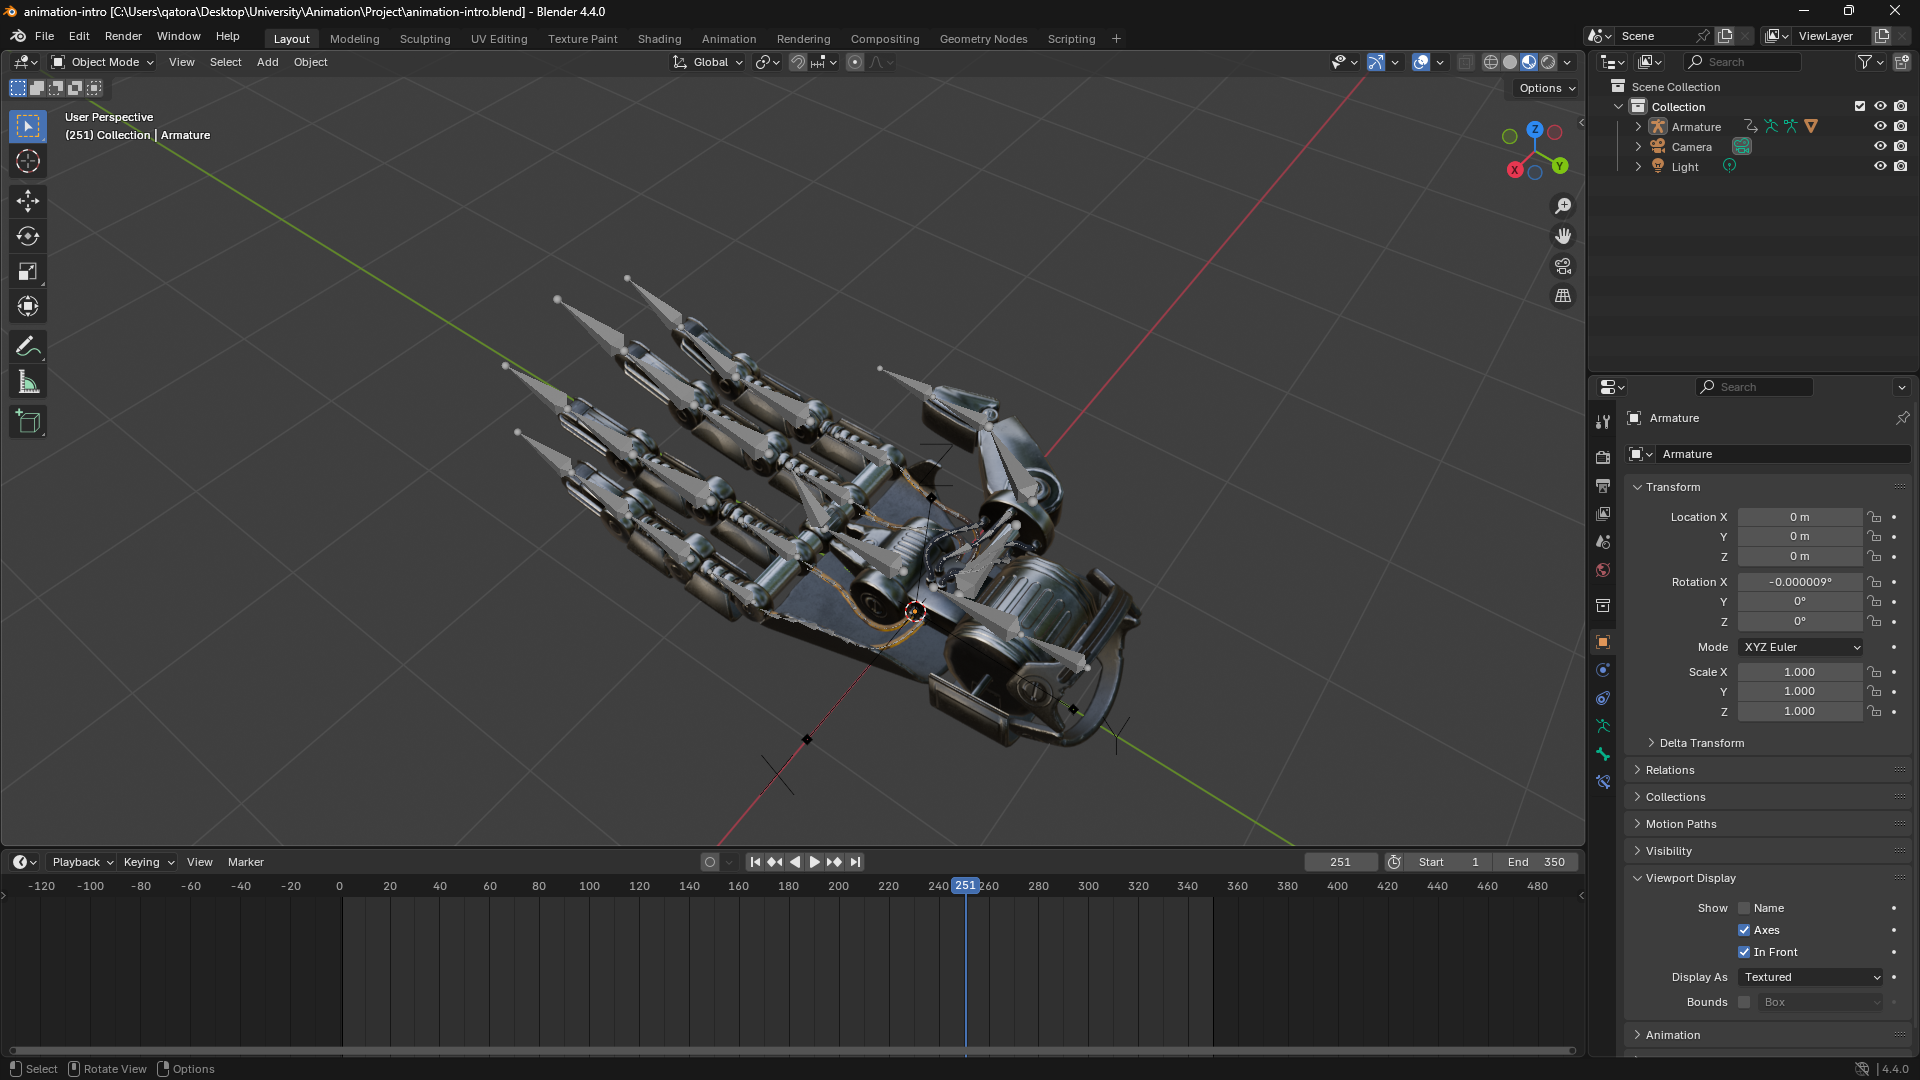 animation-intro [C:\Users\qatora\Desktop\University\Animation\Project\animation-intro.blend] - Blender 4.4.0
File Edit Render Window Help Layout Modeling Sculpting UV Editing Texture Paint Shading Animation Rendering Compositing Geometry Nodes Scripting + Scene ViewLayer
Object Mode View Select Add Object Global Search
Options
User Perspective
(251) Collection | Armature
Z
Y
X
Scene Collection
Collection
Armature
Camera
Light
Search
Armature
Armature
Transform
Location X 0 m
Y 0 m
Z 0 m
Rotation X -0.000009°
Y 0°
Z 0°
Mode XYZ Euler
Scale X 1.000
Y 1.000
Z 1.000
Delta Transform
Relations
Collections
Motion Paths
Visibility
Viewport Display
Show Name
Axes
In Front
Display As Textured
Bounds Box
Animation
Playback Keying View Marker 251 Start 1 End 350
-120 -100 -80 -60 -40 -20 0 20 40 60 80 100 120 140 160 180 200 220 240 251 260 280 300 320 340 360 380 400 420 440 460 480
Select Rotate View Options 4.4.0